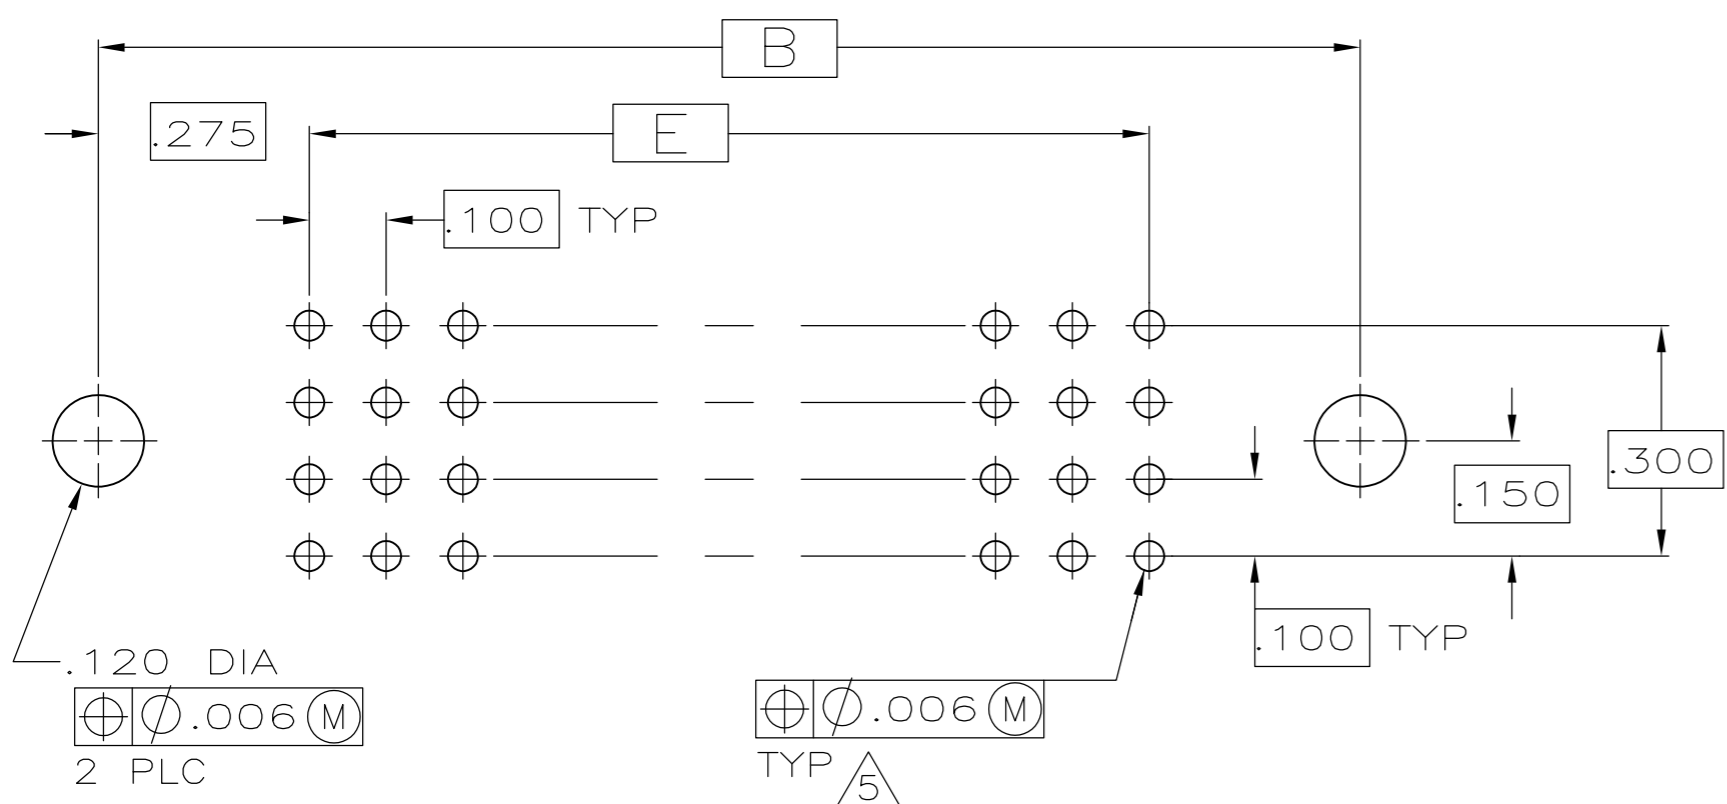 B
.275
E
.100 TYP
.300
.150
.100 TYP
.120 DIA
⌖ ∅.006 Ⓜ
2 PLC
⌖ ∅.006 Ⓜ
TYP 5